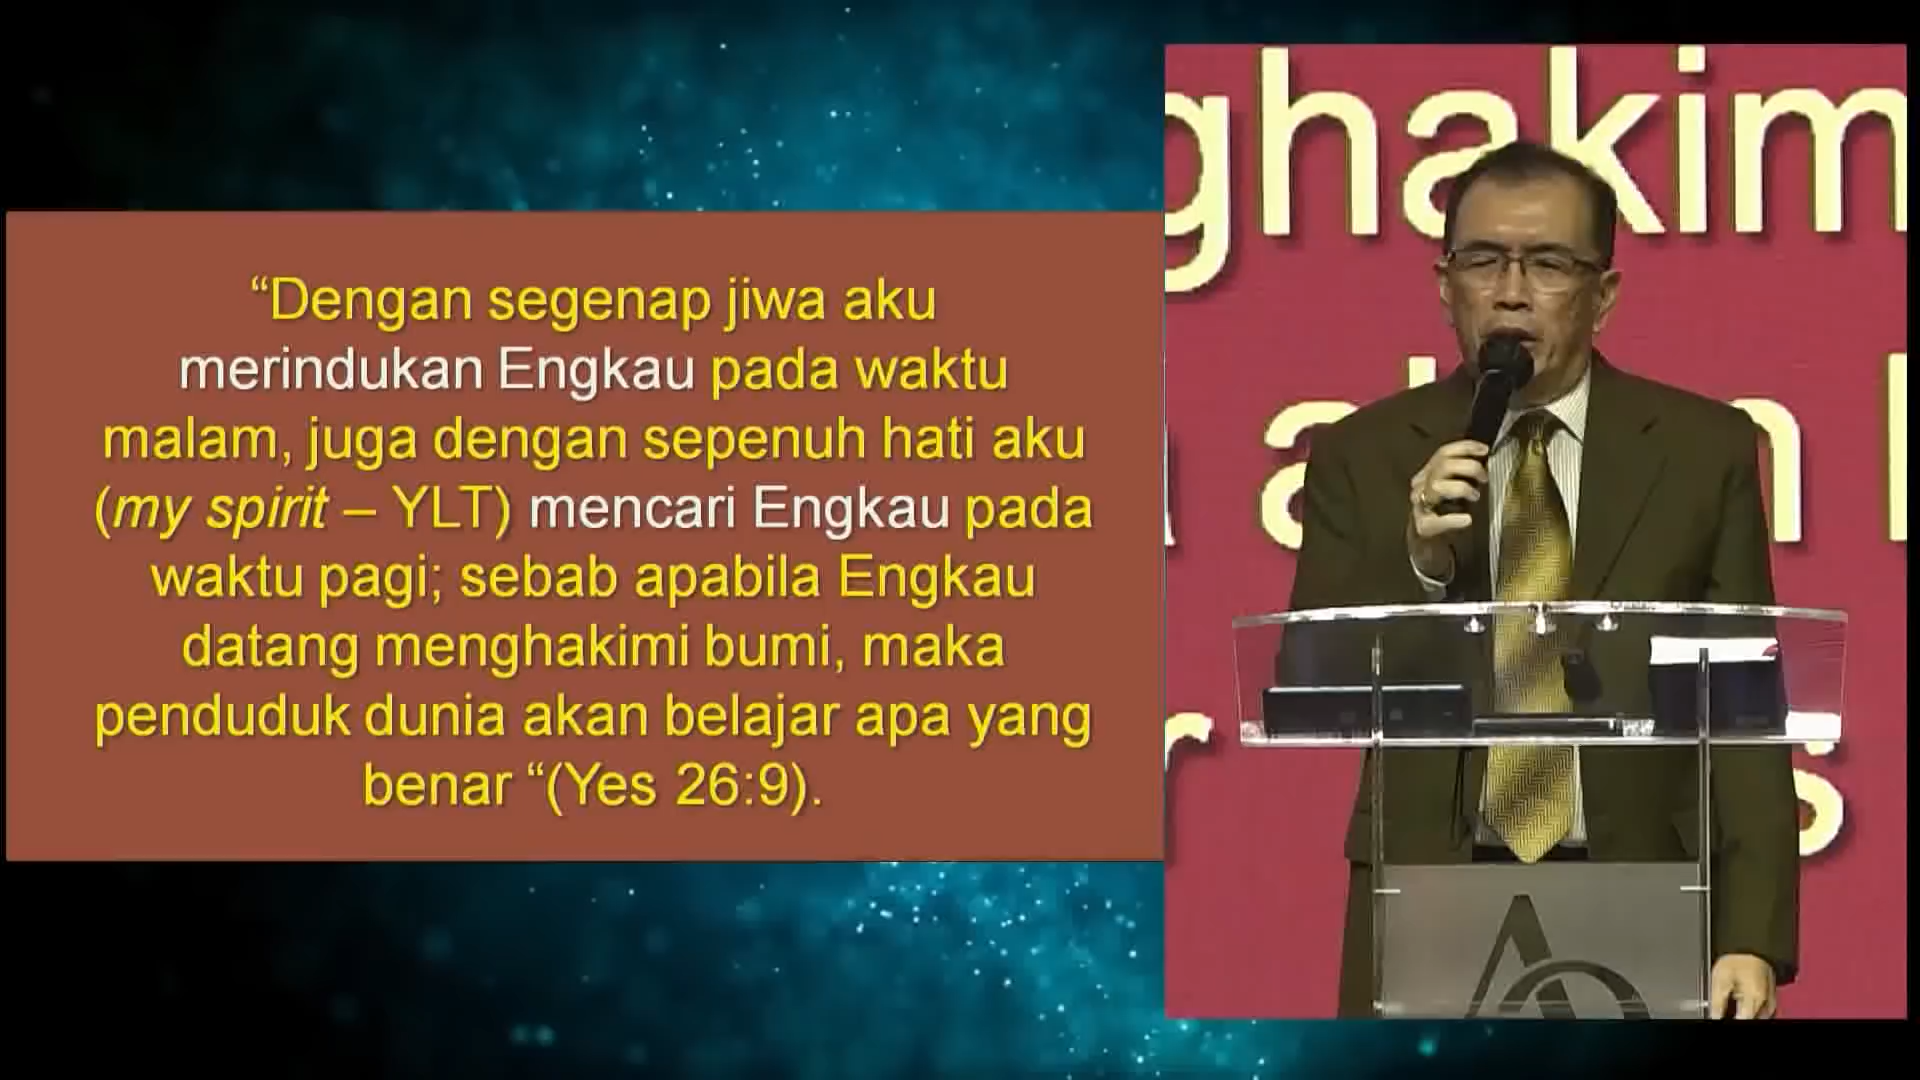 “Dengan segenap jiwa aku
merindukan Engkau pada waktu
malam, juga dengan sepenuh hati aku
(my spirit – YLT) mencari Engkau pada
waktu pagi; sebab apabila Engkau
datang menghakimi bumi, maka
penduduk dunia akan belajar apa yang
benar “(Yes 26:9).
ghakim